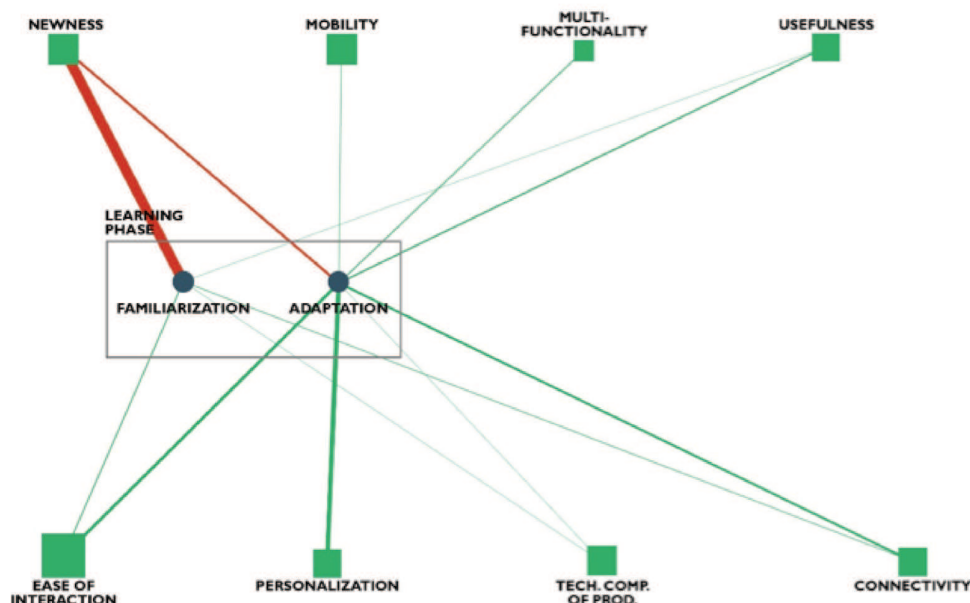 NEWNESS
MOBILITY
MULTI-
FUNCTIONALITY
USEFULNESS
LEARNING
PHASE
FAMILIARIZATION
ADAPTATION
EASE OF
INTERACTION
PERSONALIZATION
TECH. COMP.
OF PROD.
CONNECTIVITY